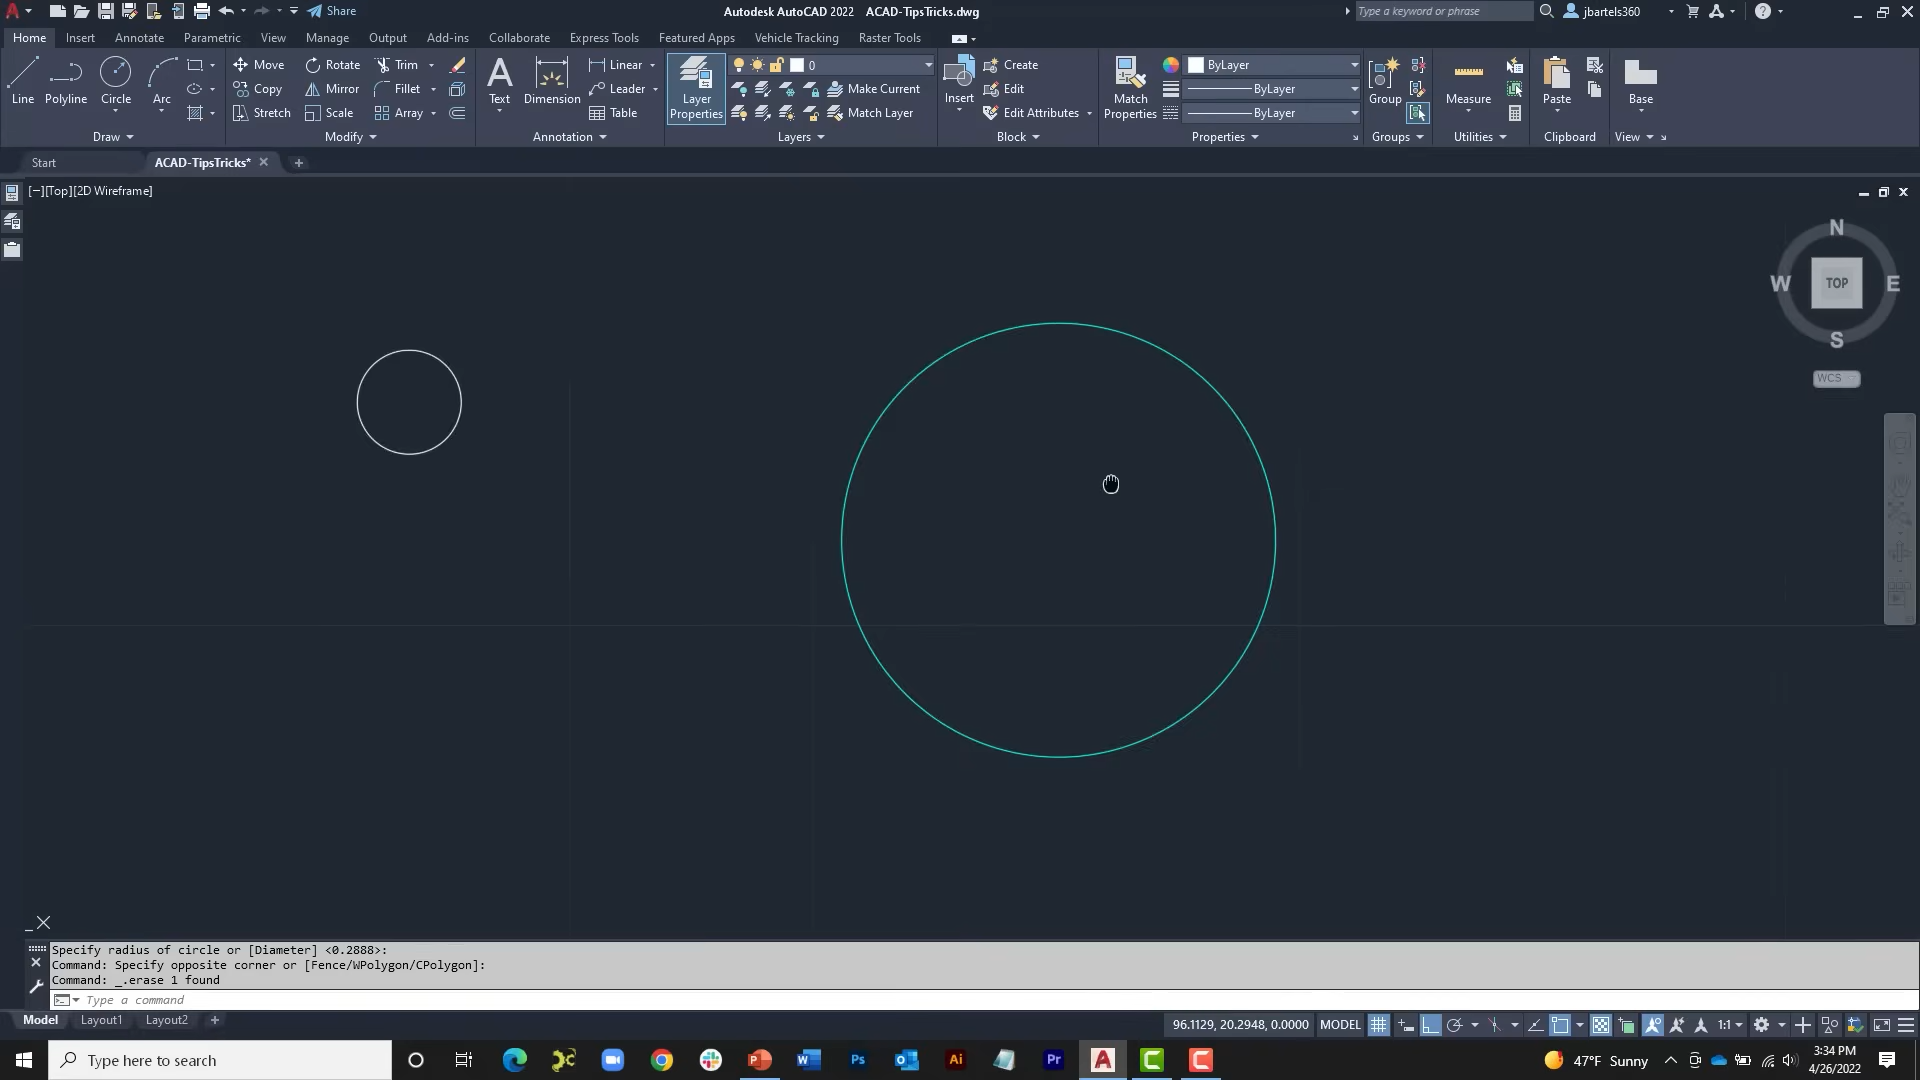 Share
Autodesk AutoCAD 2022 ACAD-TipsTricks.dwg
Type a keyword or phrase
jbartels360
Home Insert Annotate Parametric View Manage Output Add-ins Collaborate Express Tools Featured Apps Vehicle Tracking Raster Tools
Line
Polyline
Circle
Arc
Draw
Move
Rotate
Trim
Copy
Mirror
Fillet
Stretch
Scale
Array
Modify
Text
Dimension
Linear
Leader
Table
Annotation
Layer
Properties
0
Make Current
Match Layer
Layers
Insert
Create
Edit
Edit Attributes
Block
Match
Properties
ByLayer
ByLayer
ByLayer
Properties
Group
Groups
Measure
Utilities
Paste
Clipboard
Base
View
Start
ACAD-TipsTricks*
[−][Top][2D Wireframe]
N
W
TOP
E
S
WCS
X
Specify radius of circle or [Diameter] <0.2888>:
Command: Specify opposite corner or [Fence/WPolygon/CPolygon]:
Command: _.erase 1 found
Type a command
Model Layout1 Layout2
96.1129, 20.2948, 0.0000 MODEL
1:1
Type here to search
47°F Sunny
3:34 PM
4/26/2022